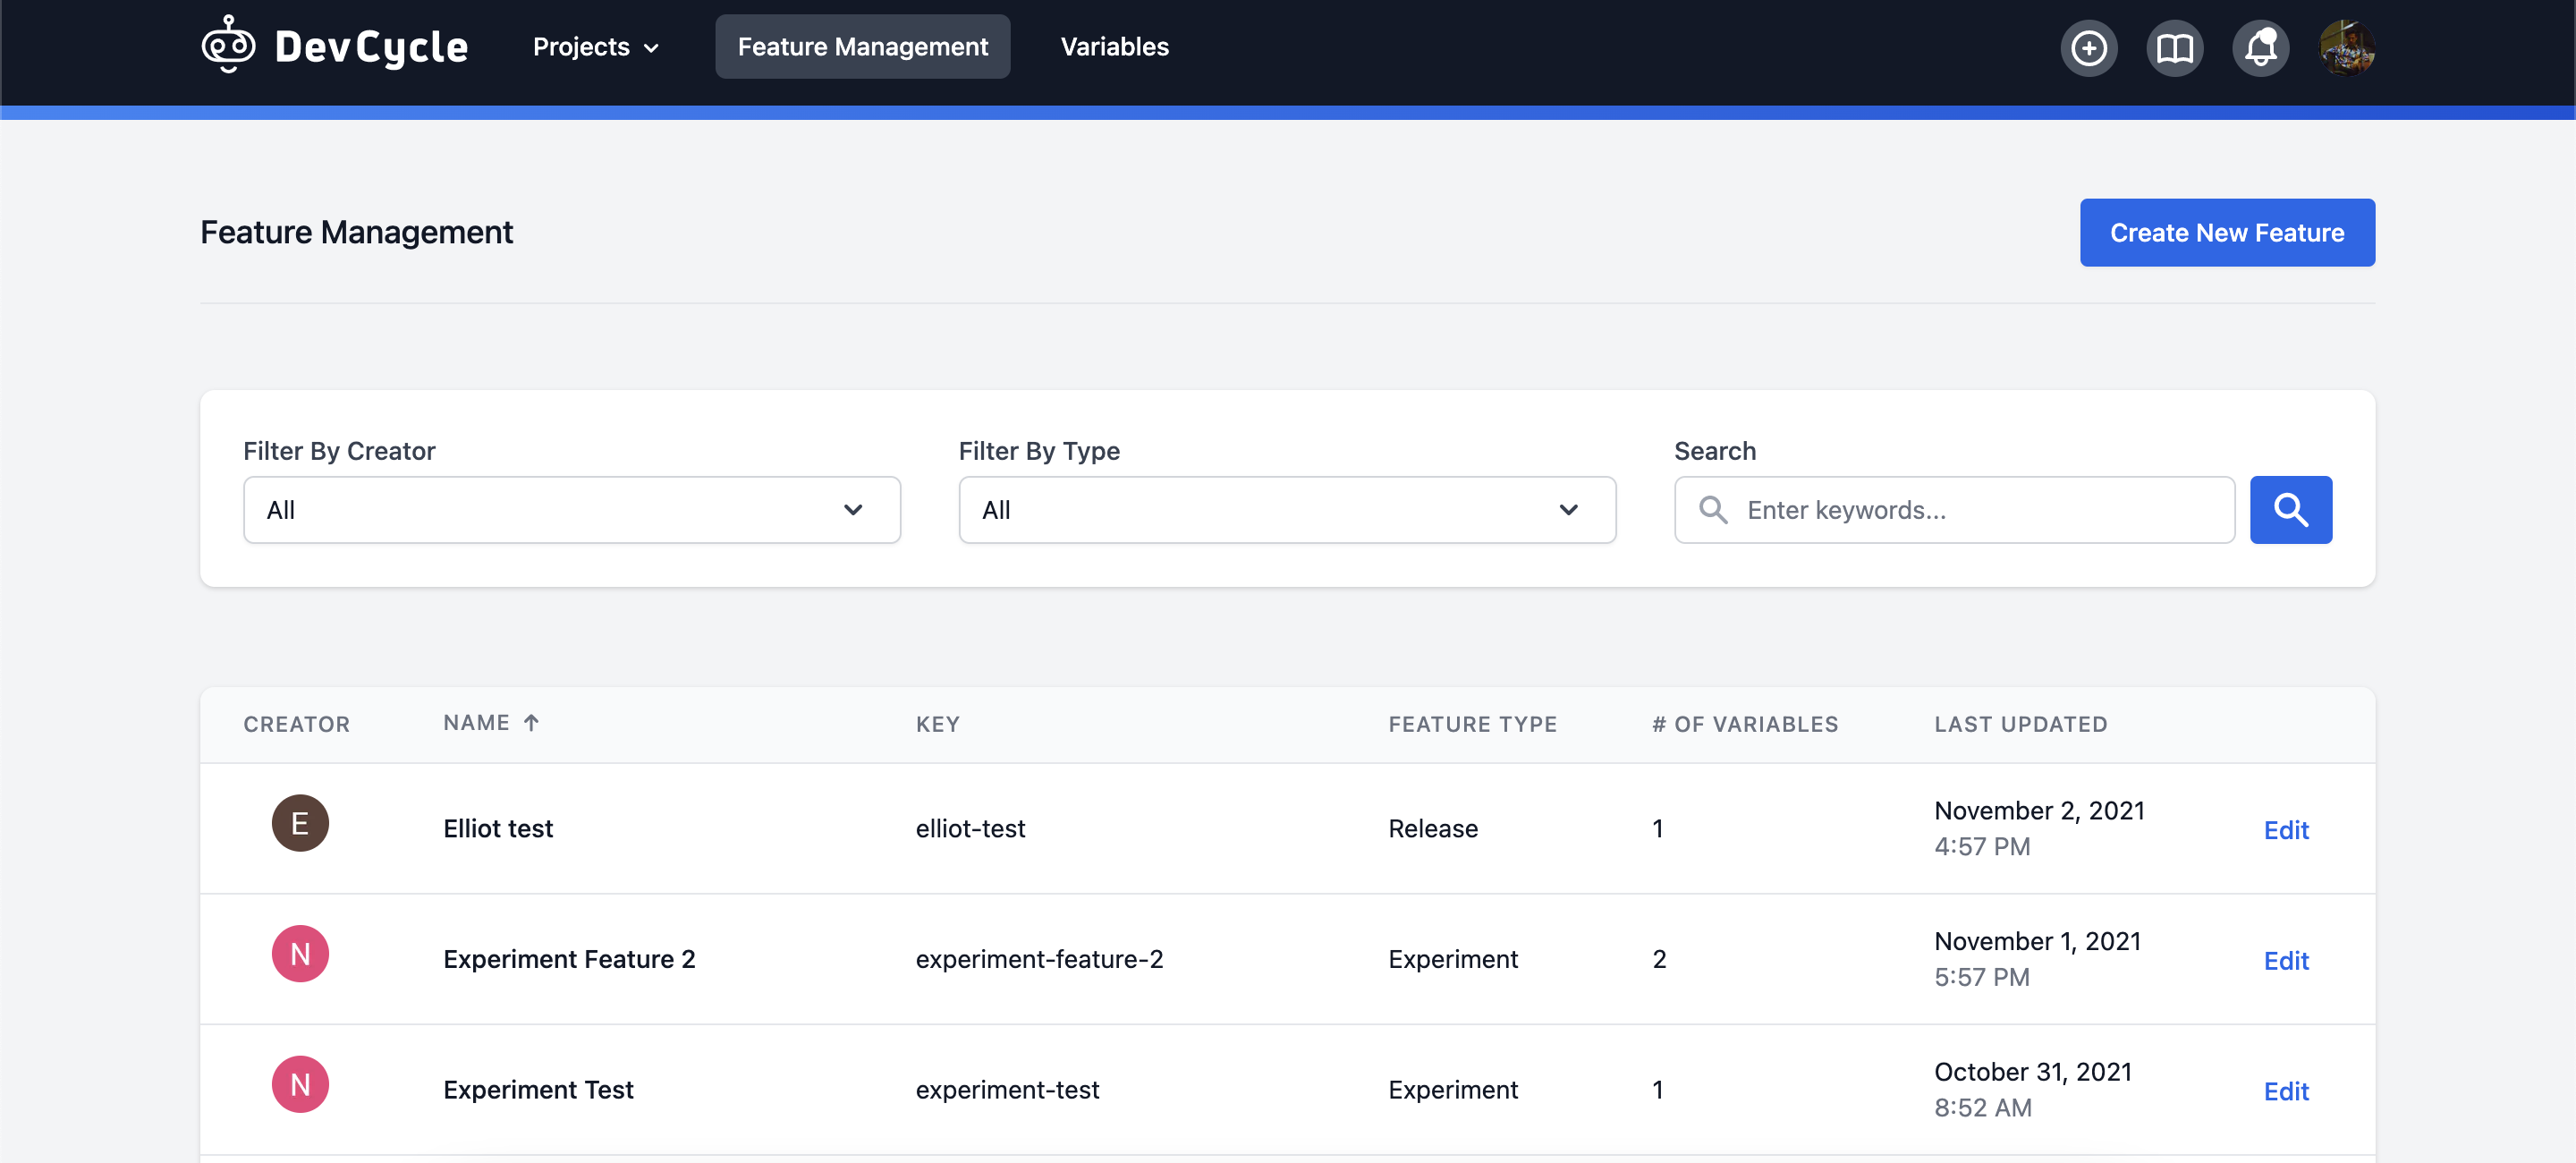 DevCycle Projects Feature Management Variables
Feature Management Create New Feature
Filter By Creator Filter By Type Search
All All Enter keywords...
CREATOR NAME ↑ KEY FEATURE TYPE # OF VARIABLES LAST UPDATED
E Elliot test elliot-test Release 1 November 2, 2021 Edit
4:57 PM
N Experiment Feature 2 experiment-feature-2 Experiment 2 November 1, 2021 Edit
5:57 PM
N Experiment Test experiment-test Experiment 1 October 31, 2021 Edit
8:52 AM